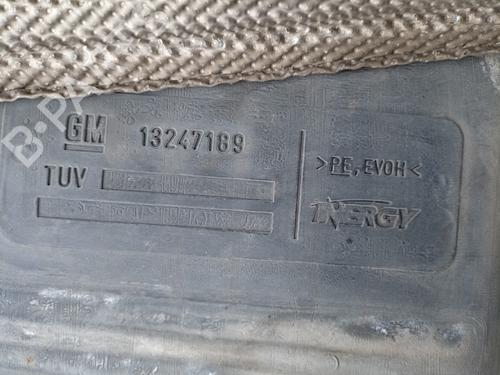 GM 13247189
TUV
>PE, EVOH<
INERGY